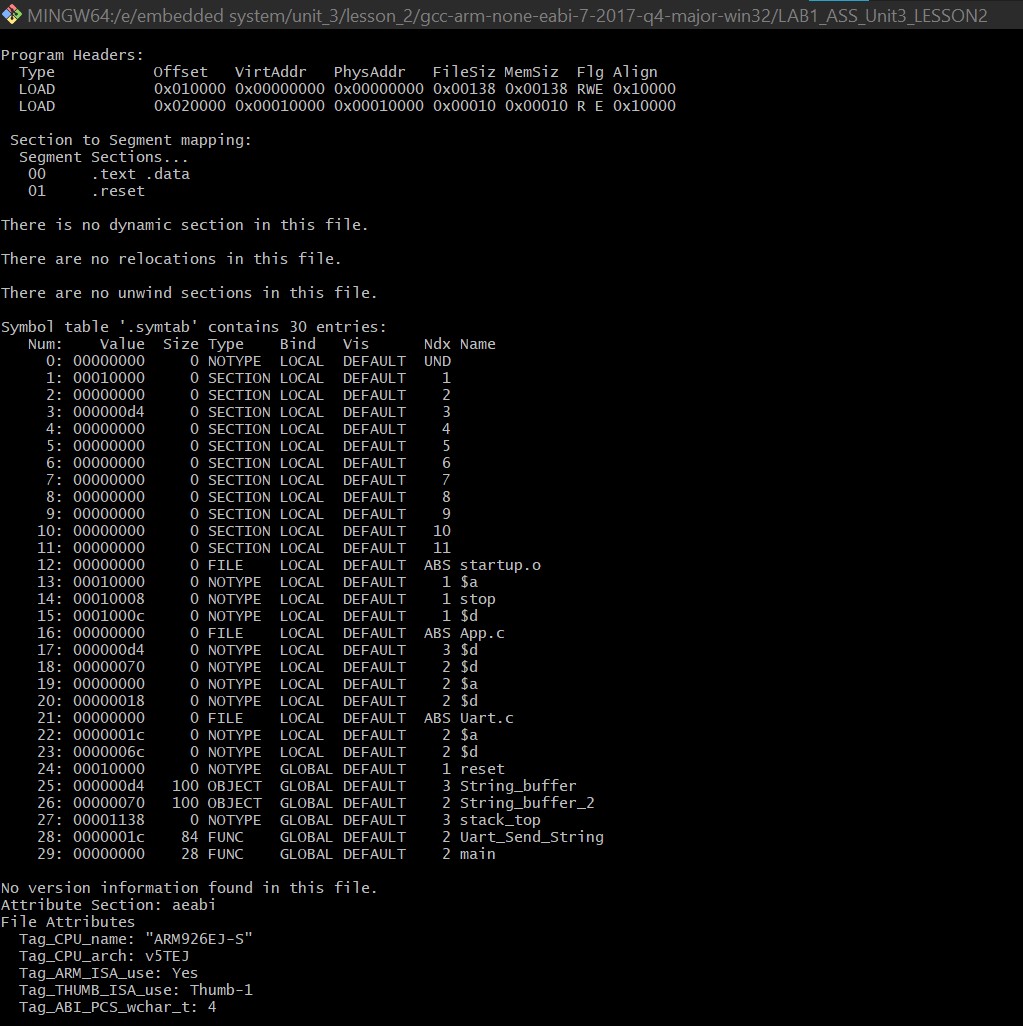 MINGW64:/e/embedded system/unit_3/lesson_2/gcc-arm-none-eabi-7-2017-q4-major-win32/LAB1_ASS_Unit3_LESSON2
Program Headers:
  Type           Offset   VirtAddr   PhysAddr   FileSiz MemSiz  Flg Align
  LOAD           0x010000 0x00000000 0x00000000 0x00138 0x00138 RWE 0x10000
  LOAD           0x020000 0x00010000 0x00010000 0x00010 0x00010 R E 0x10000
 Section to Segment mapping:
  Segment Sections...
   00     .text .data
   01     .reset
There is no dynamic section in this file.
There are no relocations in this file.
There are no unwind sections in this file.
Symbol table '.symtab' contains 30 entries:
   Num:    Value  Size Type    Bind   Vis      Ndx Name
     0: 00000000     0 NOTYPE  LOCAL  DEFAULT  UND
     1: 00010000     0 SECTION LOCAL  DEFAULT    1
     2: 00000000     0 SECTION LOCAL  DEFAULT    2
     3: 000000d4     0 SECTION LOCAL  DEFAULT    3
     4: 00000000     0 SECTION LOCAL  DEFAULT    4
     5: 00000000     0 SECTION LOCAL  DEFAULT    5
     6: 00000000     0 SECTION LOCAL  DEFAULT    6
     7: 00000000     0 SECTION LOCAL  DEFAULT    7
     8: 00000000     0 SECTION LOCAL  DEFAULT    8
     9: 00000000     0 SECTION LOCAL  DEFAULT    9
    10: 00000000     0 SECTION LOCAL  DEFAULT   10
    11: 00000000     0 SECTION LOCAL  DEFAULT   11
    12: 00000000     0 FILE    LOCAL  DEFAULT  ABS startup.o
    13: 00010000     0 NOTYPE  LOCAL  DEFAULT    1 $a
    14: 00010008     0 NOTYPE  LOCAL  DEFAULT    1 stop
    15: 0001000c     0 NOTYPE  LOCAL  DEFAULT    1 $d
    16: 00000000     0 FILE    LOCAL  DEFAULT  ABS App.c
    17: 000000d4     0 NOTYPE  LOCAL  DEFAULT    3 $d
    18: 00000070     0 NOTYPE  LOCAL  DEFAULT    2 $d
    19: 00000000     0 NOTYPE  LOCAL  DEFAULT    2 $a
    20: 00000018     0 NOTYPE  LOCAL  DEFAULT    2 $d
    21: 00000000     0 FILE    LOCAL  DEFAULT  ABS Uart.c
    22: 0000001c     0 NOTYPE  LOCAL  DEFAULT    2 $a
    23: 0000006c     0 NOTYPE  LOCAL  DEFAULT    2 $d
    24: 00010000     0 NOTYPE  GLOBAL DEFAULT    1 reset
    25: 000000d4   100 OBJECT  GLOBAL DEFAULT    3 String_buffer
    26: 00000070   100 OBJECT  GLOBAL DEFAULT    2 String_buffer_2
    27: 00001138     0 NOTYPE  GLOBAL DEFAULT    3 stack_top
    28: 0000001c    84 FUNC    GLOBAL DEFAULT    2 Uart_Send_String
    29: 00000000    28 FUNC    GLOBAL DEFAULT    2 main
No version information found in this file.
Attribute Section: aeabi
File Attributes
  Tag_CPU_name: "ARM926EJ-S"
  Tag_CPU_arch: v5TEJ
  Tag_ARM_ISA_use: Yes
  Tag_THUMB_ISA_use: Thumb-1
  Tag_ABI_PCS_wchar_t: 4